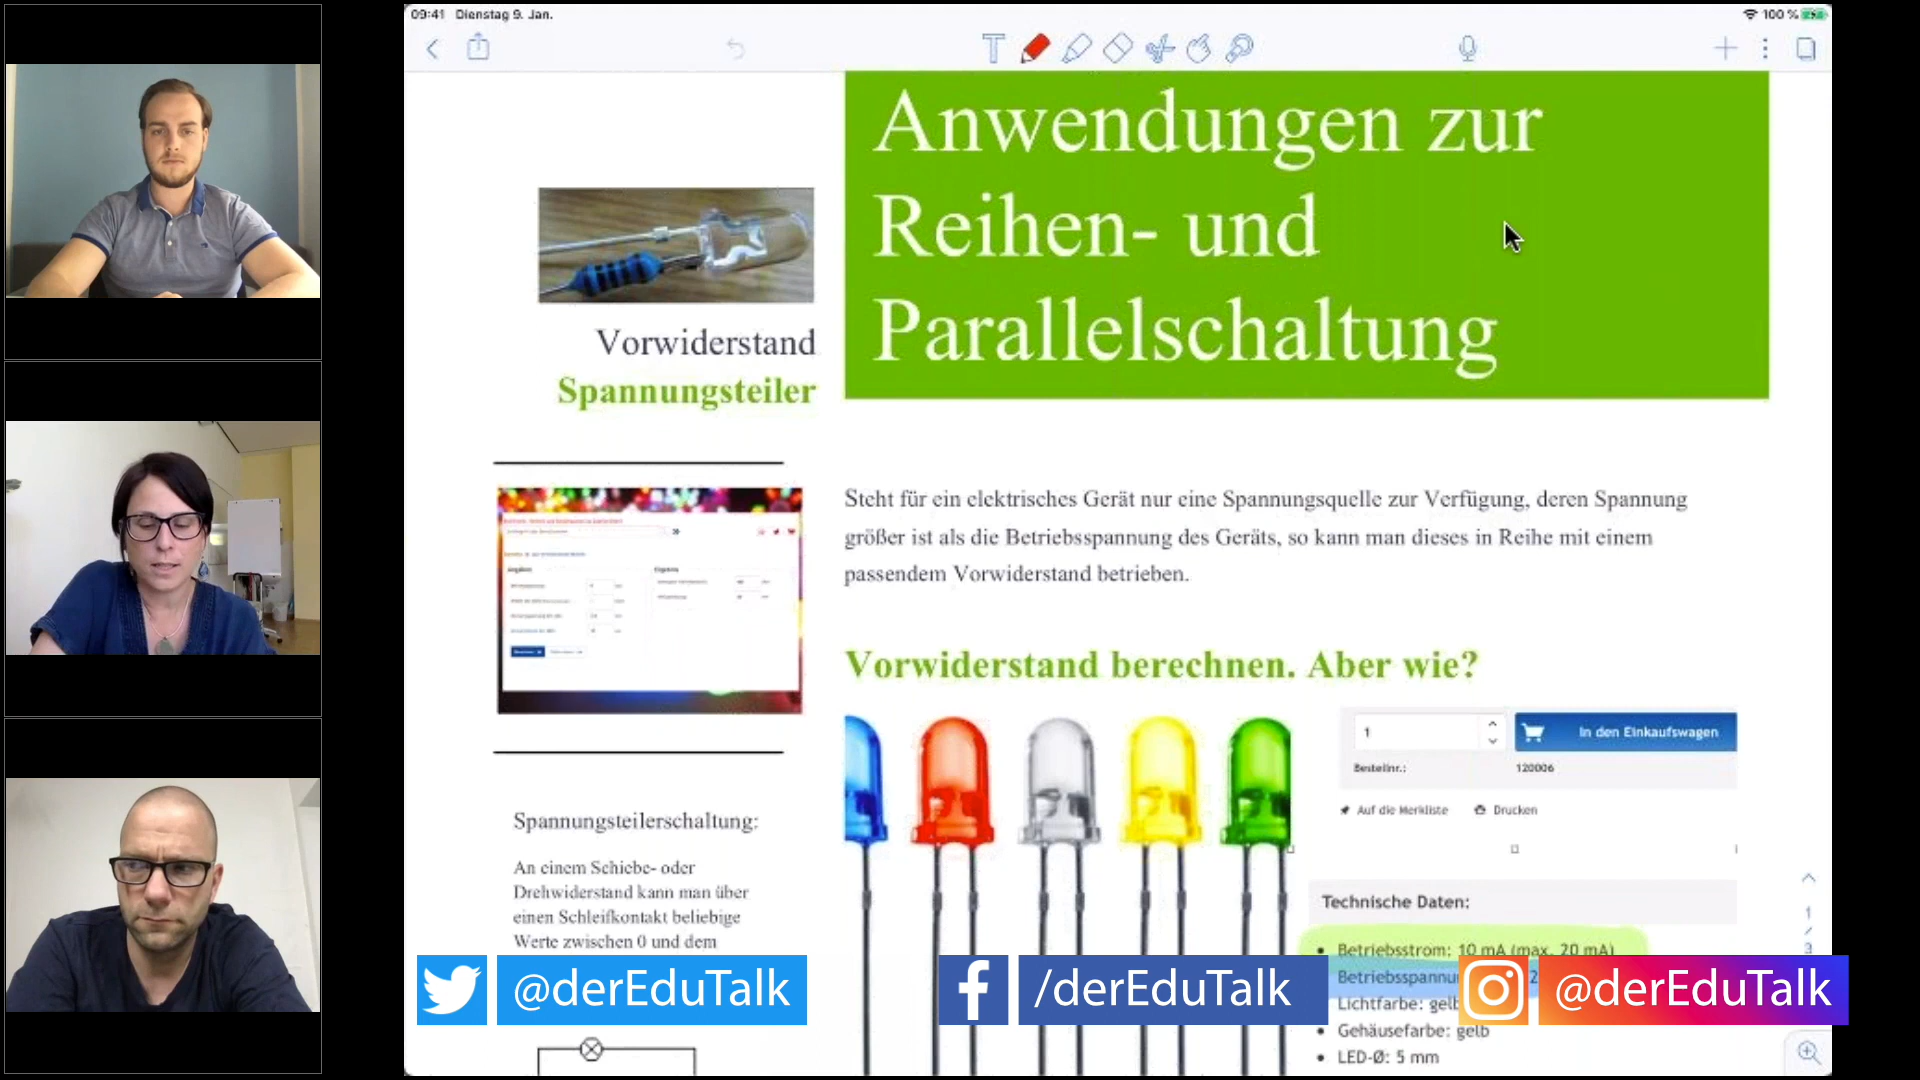 09:41 Dienstag 9. Jan.
100 %
Anwendungen zur
Reihen- und
Parallelschaltung
Vorwiderstand
Spannungsteiler
Steht für ein elektrisches Gerät nur eine Spannungsquelle zur Verfügung, deren Spannung
größer ist als die Betriebsspannung des Geräts, so kann man dieses in Reihe mit einem
passendem Vorwiderstand betrieben.
Vorwiderstand berechnen. Aber wie?
1
In den Einkaufswagen
Bestellnr.: 120006
Auf die Merkliste Drucken
Spannungsteilerschaltung:
An einem Schiebe- oder
Drehwiderstand kann man über
einen Schleifkontakt beliebige
Werte zwischen 0 und dem
Technische Daten:
Betriebsstrom: 10 mA (max. 20 mA)
Lichtfarbe:
Gehäusefarbe: gelb
LED-Ø: 5 mm
1
/
3
@derEduTalk
/derEduTalk
@derEduTalk